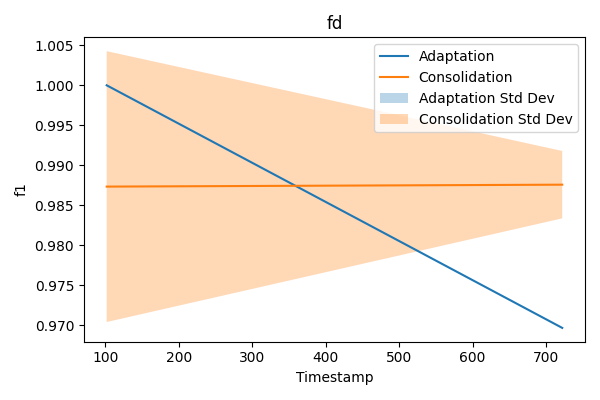 fd
1.005
1.000
0.995
0.990
0.985
0.980
0.975
0.970
f1
Adaptation
Consolidation
Adaptation Std Dev
Consolidation Std Dev
100 200 300 400 500 600 700
Timestamp